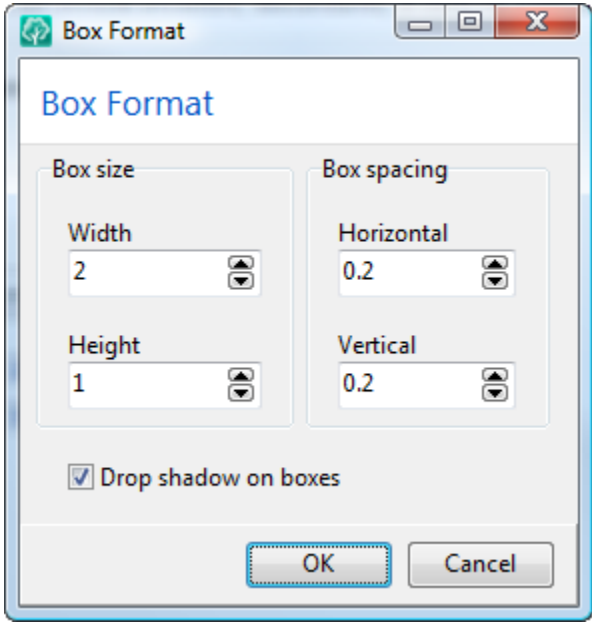 Box Format
Box Format
Box size
Width
2
Height
1
Box spacing
Horizontal
0.2
Vertical
0.2
Drop shadow on boxes
OK
Cancel